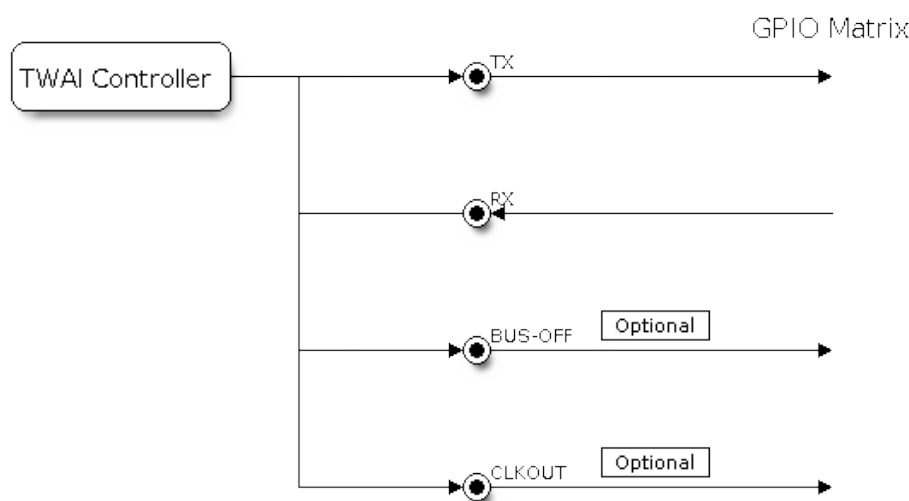 GPIO Matrix
TWAI Controller
TX
RX
BUS-OFF
Optional
CLKOUT
Optional